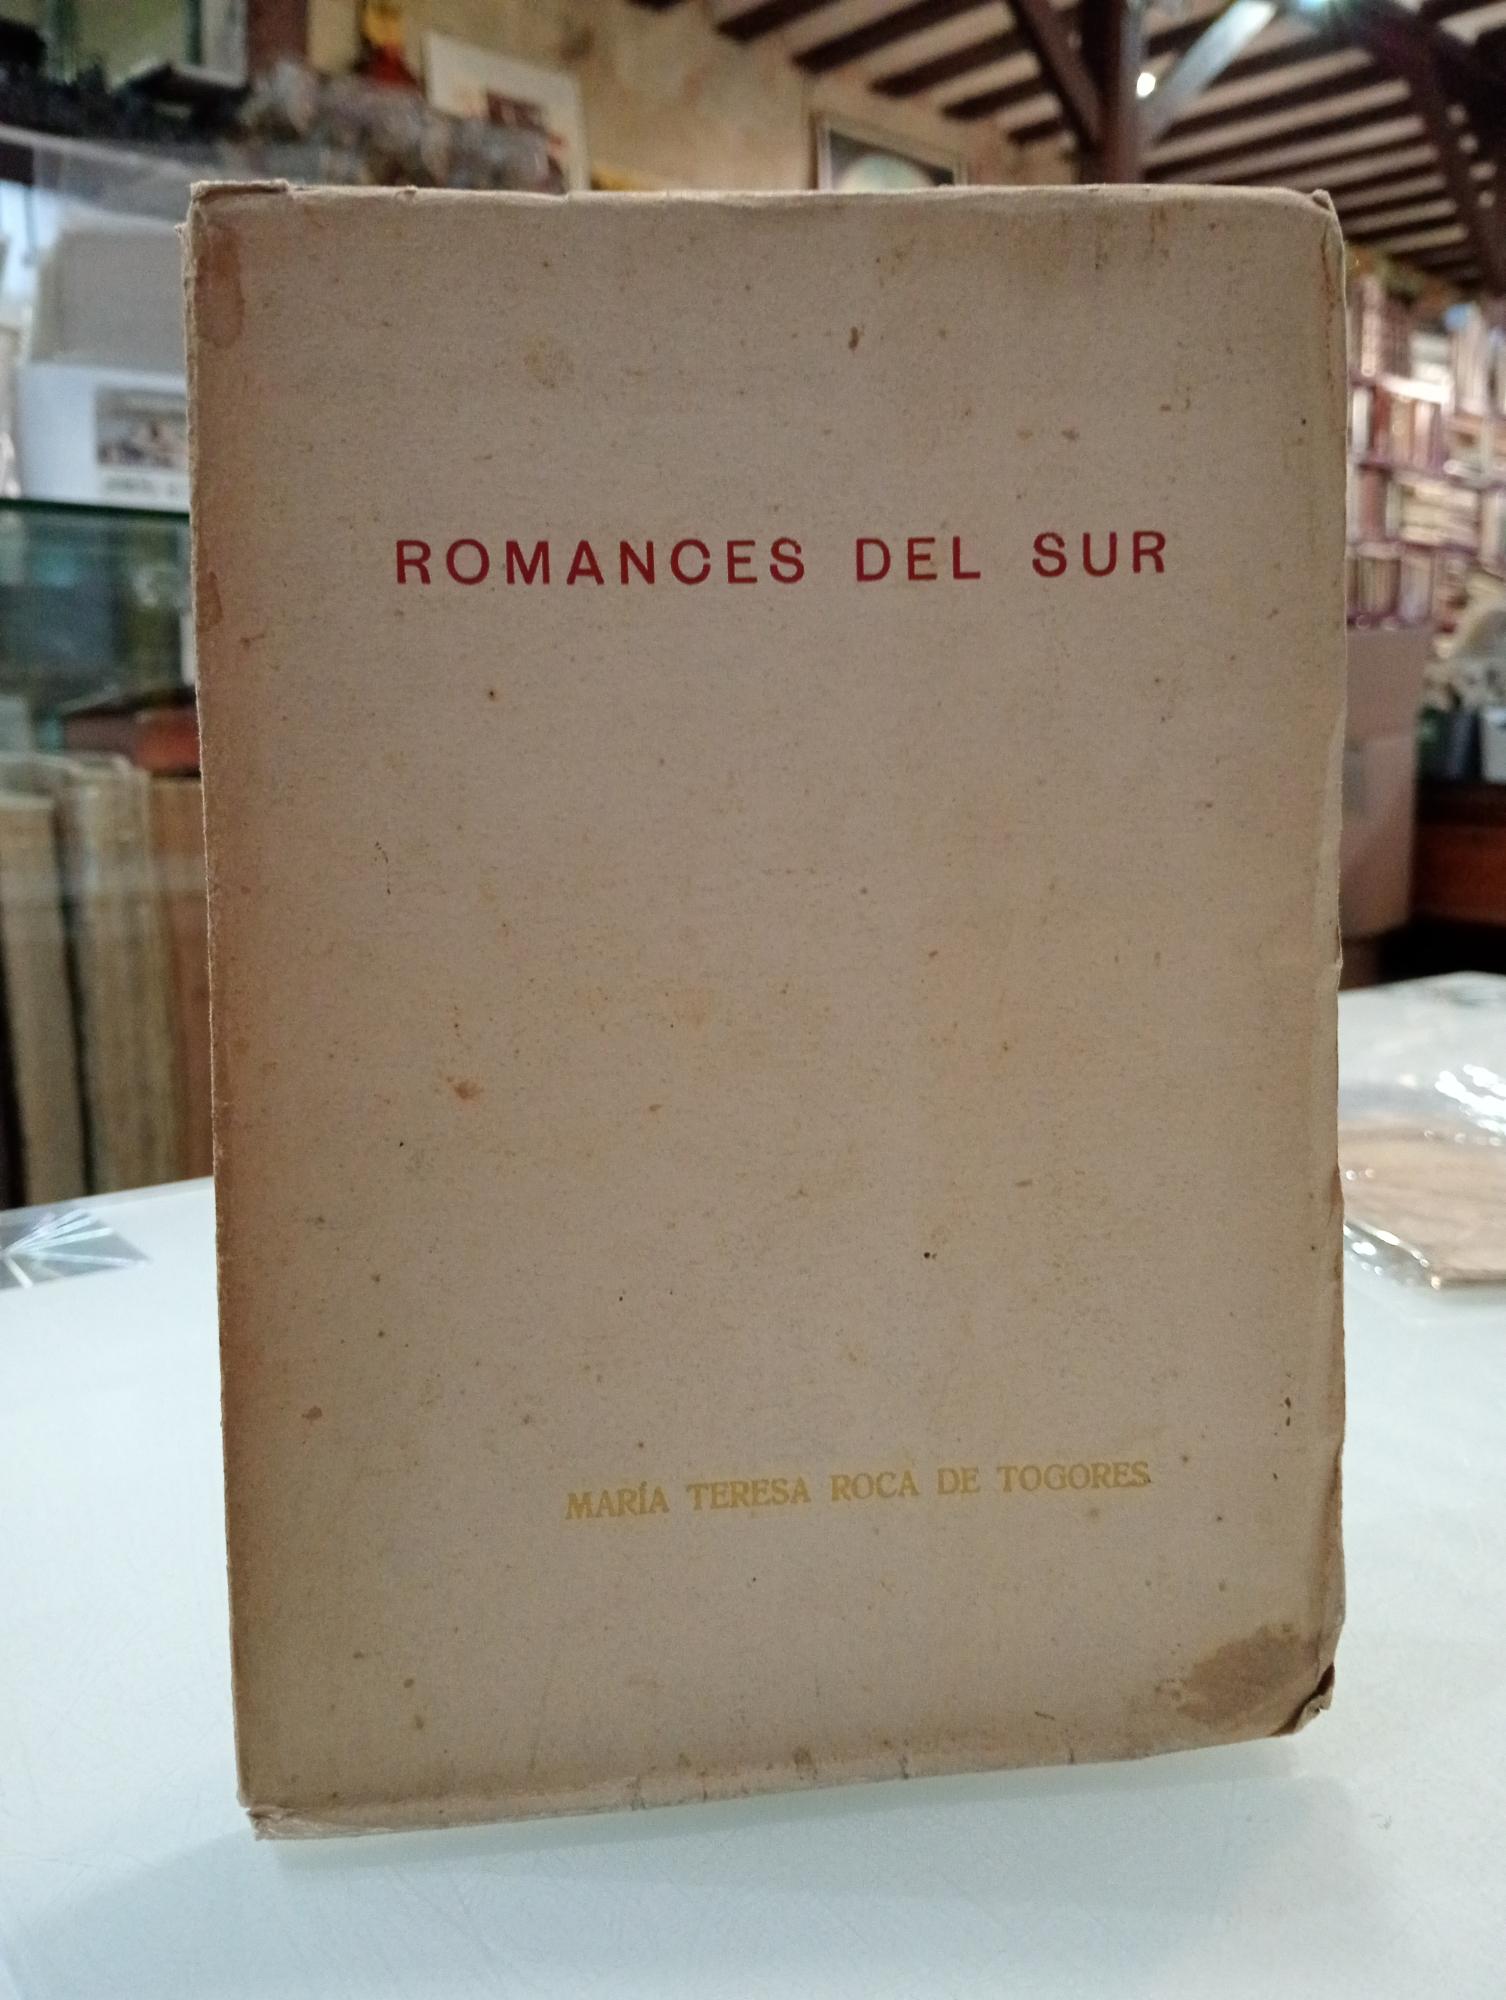 ROMANCES DEL SUR
MARÍA TERESA ROCA DE TOGORES